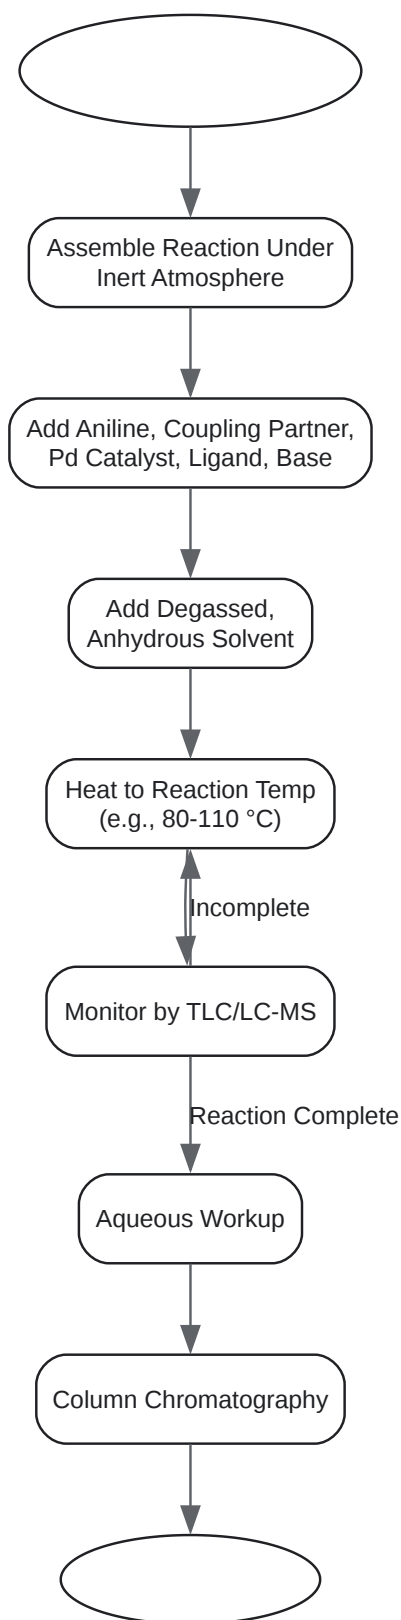 Assemble Reaction Under
Inert Atmosphere
Add Aniline, Coupling Partner,
Pd Catalyst, Ligand, Base
Add Degassed,
Anhydrous Solvent
Heat to Reaction Temp
(e.g., 80-110 °C)
Incomplete
Monitor by TLC/LC-MS
Reaction Complete
Aqueous Workup
Column Chromatography